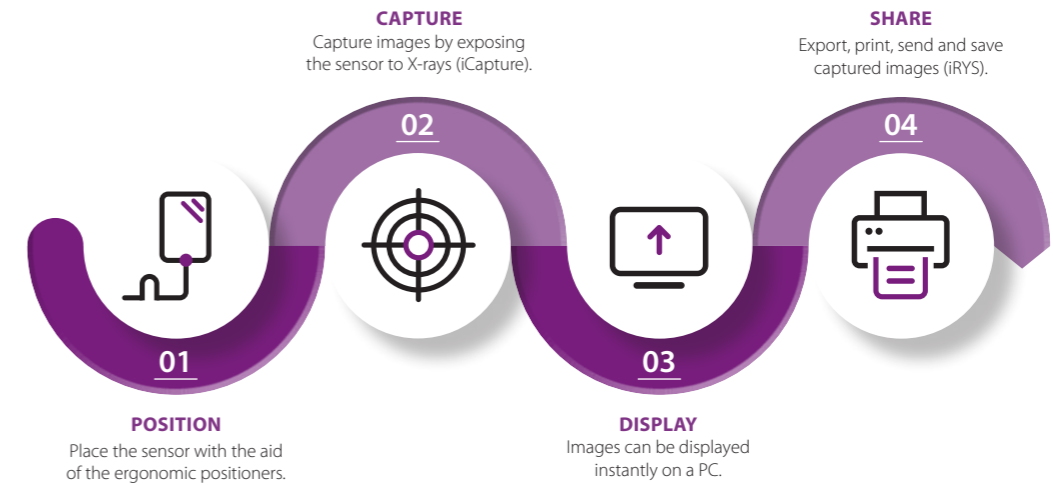 01
POSITION
Place the sensor with the aid
of the ergonomic positioners.
CAPTURE
Capture images by exposing
the sensor to X-rays (iCapture).
02
03
DISPLAY
Images can be displayed
instantly on a PC.
SHARE
Export, print, send and save
captured images (iRYS).
04